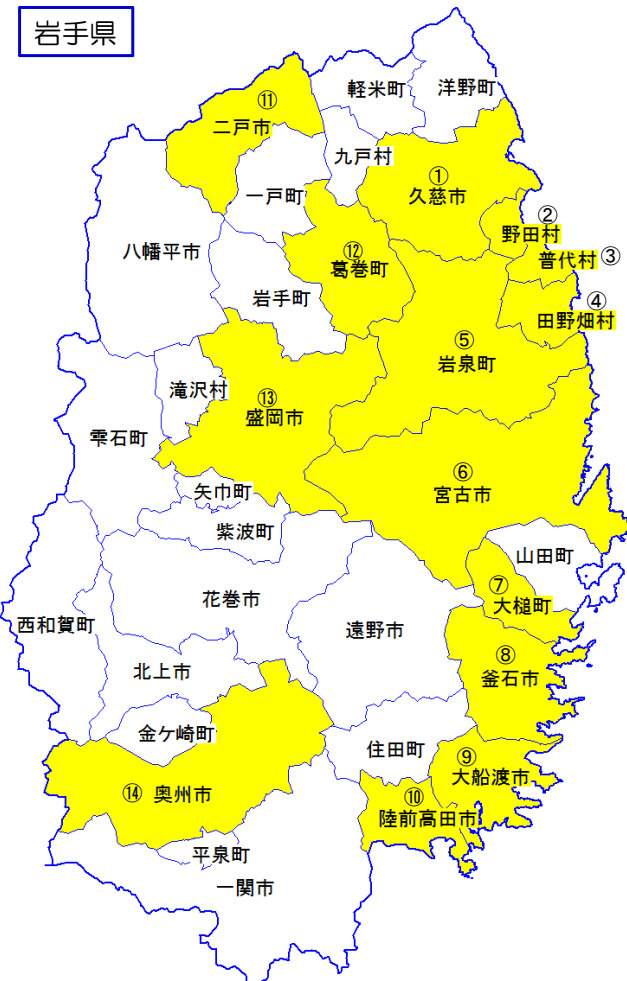 岩手県
軽米町
洋野町
⑪
二戸市
九戸村
①
久慈市
一戸町
②
野田村
⑫
葛巻町
八幡平市
普代村③
岩手町
④
田野畑村
⑤
岩泉町
滝沢村
⑬
盛岡市
雫石町
⑥
宮古市
矢巾町
紫波町
山田町
⑦
大槌町
花巻市
西和賀町
遠野市
⑧
釜石市
北上市
金ケ崎町
住田町
⑨
大船渡市
⑭ 奥州市
⑩
陸前高田市
平泉町
一関市